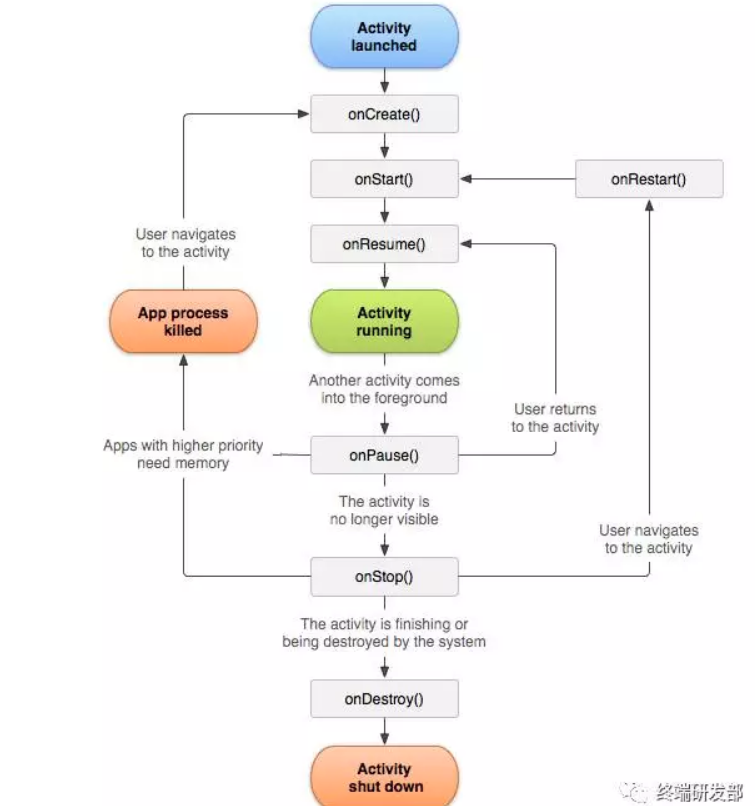 Activity
launched
onCreate()
onStart()
onRestart()
User navigates
to the activity
onResume()
App process
killed
Activity
running
Another activity comes
into the foreground
User returns
to the activity
Apps with higher priority
need memory
onPause()
The activity is
no longer visible
User navigates
to the activity
onStop()
The activity is finishing or
being destroyed by the system
onDestroy()
Activity
shut down
终端研发部